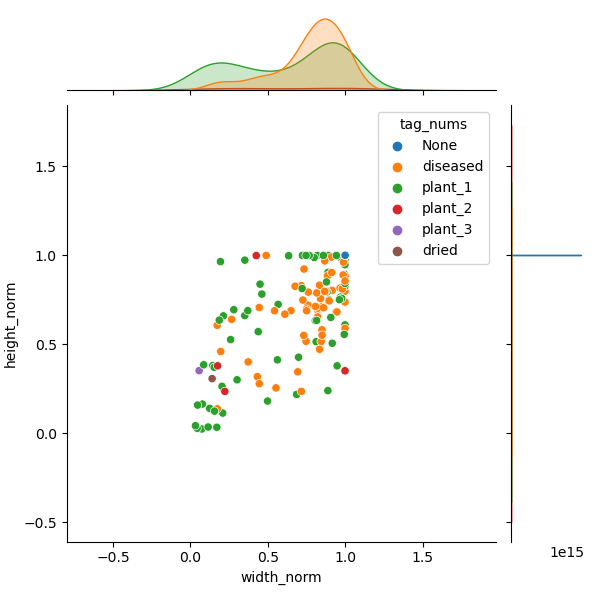 tag_nums
None
diseased
plant_1
plant_2
plant_3
dried
1.5
1.0
0.5
0.0
−0.5
height_norm
−0.5 0.0 0.5 1.0 1.5
width_norm
1e15